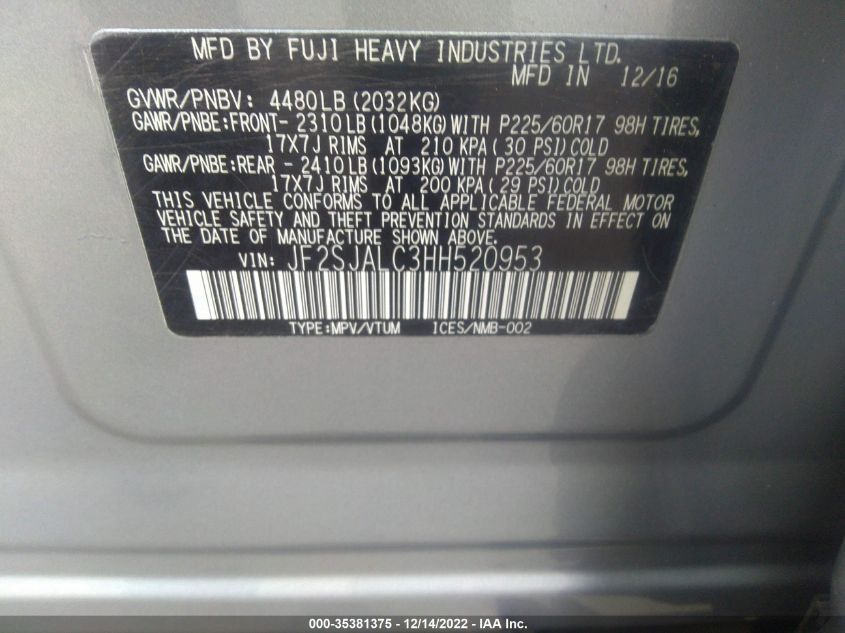 MFD BY FUJI HEAVY INDUSTRIES LTD.
MFD IN 12/16
GVWR/PNBV: 4480LB(2032KG)
GAWR/PNBE:FRONT- 2310LB(1048KG)WITH P225/60R17 98H TIRES,
17X7J RIMS AT 210 KPA( 30 PSI)COLD
GAWR/PNBE:REAR - 2410LB(1093KG)WITH P225/60R17 98H TIRES,
17X7J RIMS AT 200 KPA( 29 PSI)COLD
THIS VEHICLE CONFORMS TO ALL APPLICABLE FEDERAL MOTOR
VEHICLE SAFETY AND THEFT PREVENTION STANDARDS IN EFFECT ON
THE DATE OF MANUFACTURE SHOWN ABOVE.
VIN: JF2SJALC3HH520953
TYPE:MPV/VTUM ICES/NMB-002
000-35381375 - 12/14/2022 - IAA Inc.